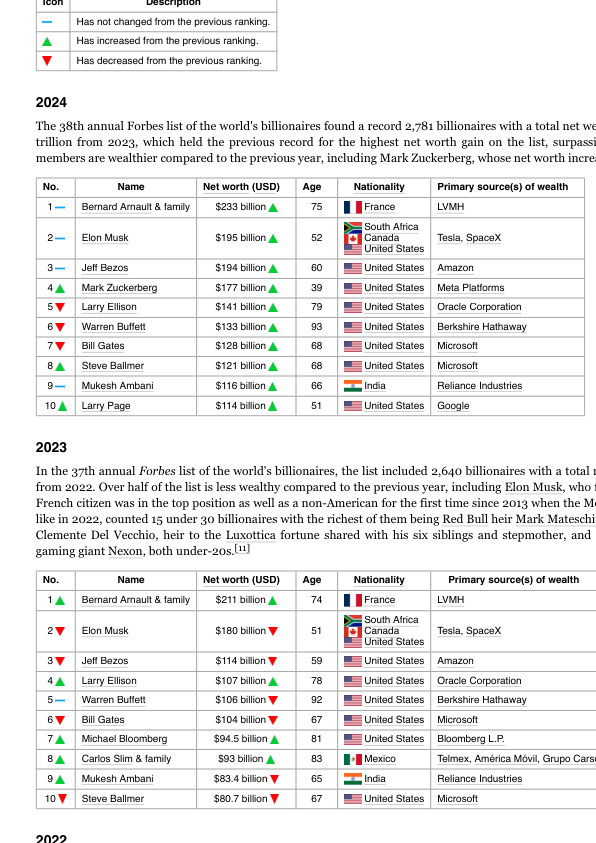 Icon Description
Has not changed from the previous ranking.
Has increased from the previous ranking.
Has decreased from the previous ranking.
2024
The 38th annual Forbes list of the world's billionaires found a record 2,781 billionaires with a total net we
trillion from 2023, which held the previous record for the highest net worth gain on the list, surpassi
members are wealthier compared to the previous year, including Mark Zuckerberg, whose net worth increa
No. Name Net worth (USD) Age Nationality Primary source(s) of wealth
1 Bernard Arnault & family $233 billion 75 France LVMH
2 Elon Musk $195 billion 52 South Africa Canada United States Tesla, SpaceX
3 Jeff Bezos $194 billion 60 United States Amazon
4 Mark Zuckerberg $177 billion 39 United States Meta Platforms
5 Larry Ellison $141 billion 79 United States Oracle Corporation
6 Warren Buffett $133 billion 93 United States Berkshire Hathaway
7 Bill Gates $128 billion 68 United States Microsoft
8 Steve Ballmer $121 billion 68 United States Microsoft
9 Mukesh Ambani $116 billion 66 India Reliance Industries
10 Larry Page $114 billion 51 United States Google
2023
In the 37th annual Forbes list of the world's billionaires, the list included 2,640 billionaires with a total n
from 2022. Over half of the list is less wealthy compared to the previous year, including Elon Musk, who f
French citizen was in the top position as well as a non-American for the first time since 2013 when the Me
like in 2022, counted 15 under 30 billionaires with the richest of them being Red Bull heir Mark Mateschi
Clemente Del Vecchio, heir to the Luxottica fortune shared with his six siblings and stepmother, and
gaming giant Nexon, both under-20s.[11]
No. Name Net worth (USD) Age Nationality Primary source(s) of wealth
1 Bernard Arnault & family $211 billion 74 France LVMH
2 Elon Musk $180 billion 51 South Africa Canada United States Tesla, SpaceX
3 Jeff Bezos $114 billion 59 United States Amazon
4 Larry Ellison $107 billion 78 United States Oracle Corporation
5 Warren Buffett $106 billion 92 United States Berkshire Hathaway
6 Bill Gates $104 billion 67 United States Microsoft
7 Michael Bloomberg $94.5 billion 81 United States Bloomberg L.P.
8 Carlos Slim & family $93 billion 83 Mexico Telmex, América Móvil, Grupo Carso
9 Mukesh Ambani $83.4 billion 65 India Reliance Industries
10 Steve Ballmer $80.7 billion 67 United States Microsoft
2022